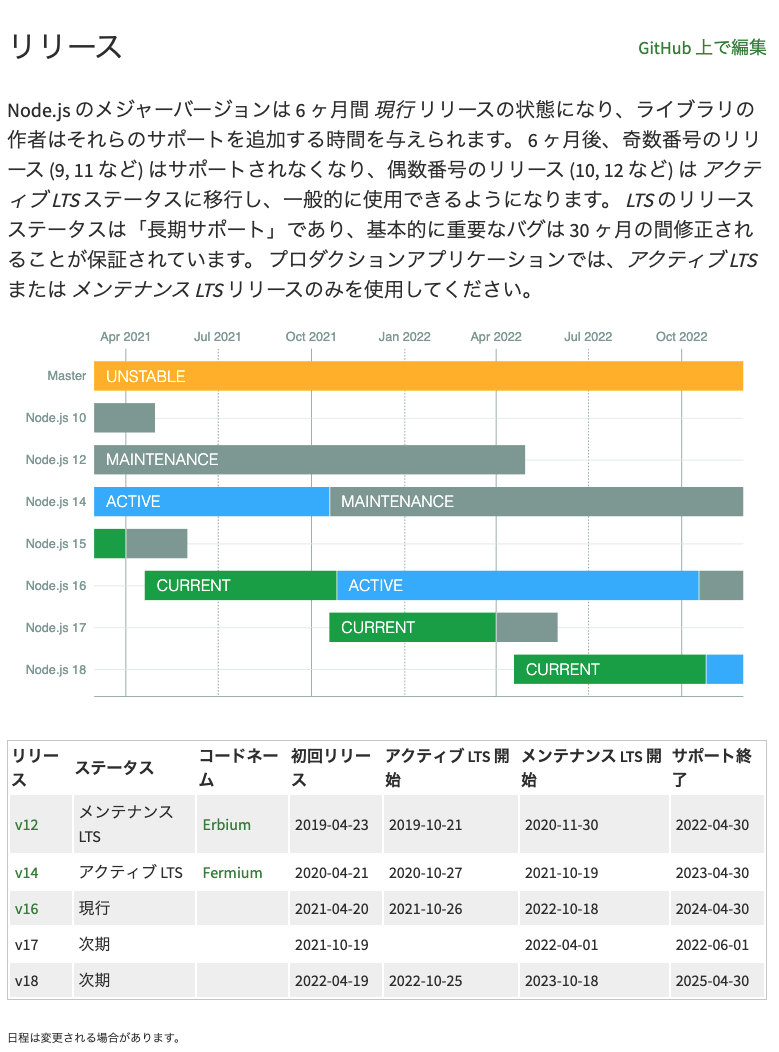 リリース
GitHub 上で編集
Node.js のメジャーバージョンは 6 ヶ月間 現行 リリースの状態になり、ライブラリの
作者はそれらのサポートを追加する時間を与えられます。 6 ヶ月後、奇数番号のリリ
ース (9, 11 など) はサポートされなくなり、偶数番号のリリース (10, 12 など) は アクテ
ィブ LTS ステータスに移行し、一般的に使用できるようになります。 LTS のリリース
ステータスは「長期サポート」であり、基本的に重要なバグは 30 ヶ月の間修正され
ることが保証されています。 プロダクションアプリケーションでは、アクティブ LTS
または メンテナンス LTS リリースのみを使用してください。
Apr 2021 Jul 2021 Oct 2021 Jan 2022 Apr 2022 Jul 2022 Oct 2022
Master UNSTABLE
Node.js 10
Node.js 12 MAINTENANCE
Node.js 14 ACTIVE MAINTENANCE
Node.js 15
Node.js 16 CURRENT ACTIVE
Node.js 17 CURRENT
Node.js 18 CURRENT
リリース ステータス コードネーム 初回リリース アクティブ LTS 開始 メンテナンス LTS 開始 サポート終了
v12 メンテナンス LTS Erbium 2019-04-23 2019-10-21 2020-11-30 2022-04-30
v14 アクティブ LTS Fermium 2020-04-21 2020-10-27 2021-10-19 2023-04-30
v16 現行 2021-04-20 2021-10-26 2022-10-18 2024-04-30
v17 次期 2021-10-19 2022-04-01 2022-06-01
v18 次期 2022-04-19 2022-10-25 2023-10-18 2025-04-30
日程は変更される場合があります。